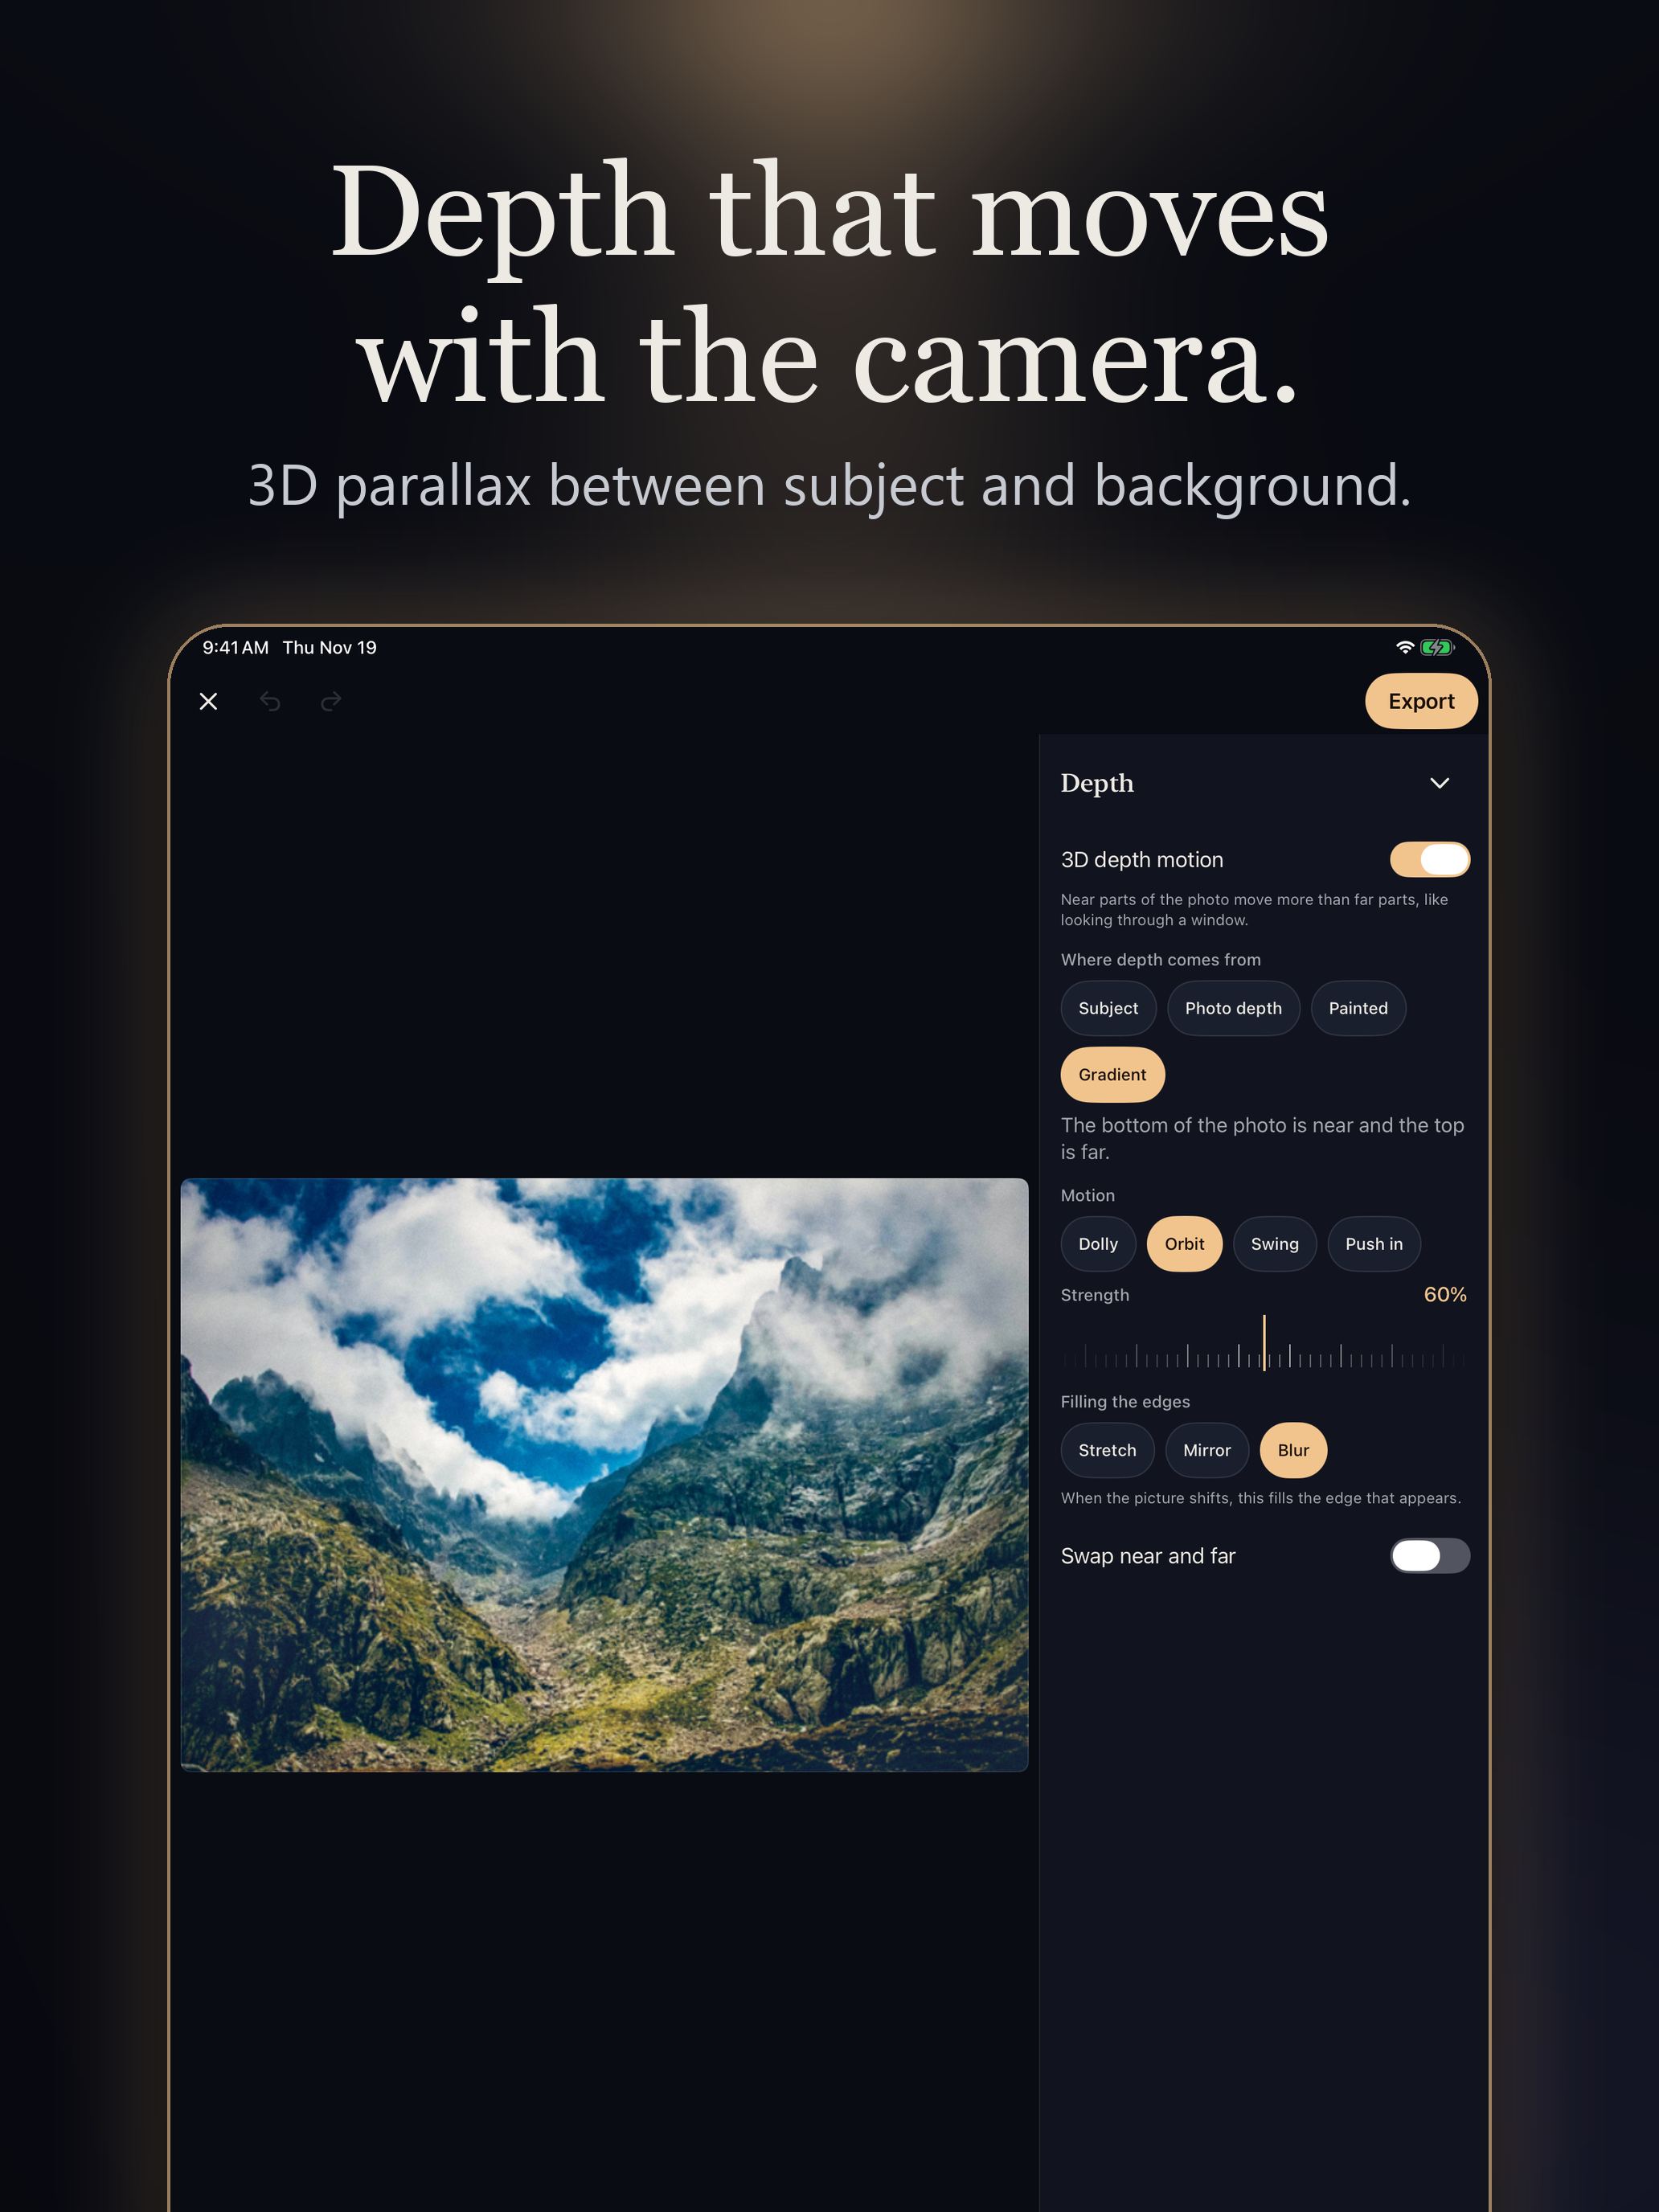 Depth that moves
with the camera.
3D parallax between subject and background.
9:41 AM Thu Nov 19
Export
Depth
3D depth motion
Near parts of the photo move more than far parts, like
looking through a window.
Where depth comes from
Subject Photo depth Painted
Gradient
The bottom of the photo is near and the top
is far.
Motion
Dolly Orbit Swing Push in
Strength 60%
Filling the edges
Stretch Mirror Blur
When the picture shifts, this fills the edge that appears.
Swap near and far